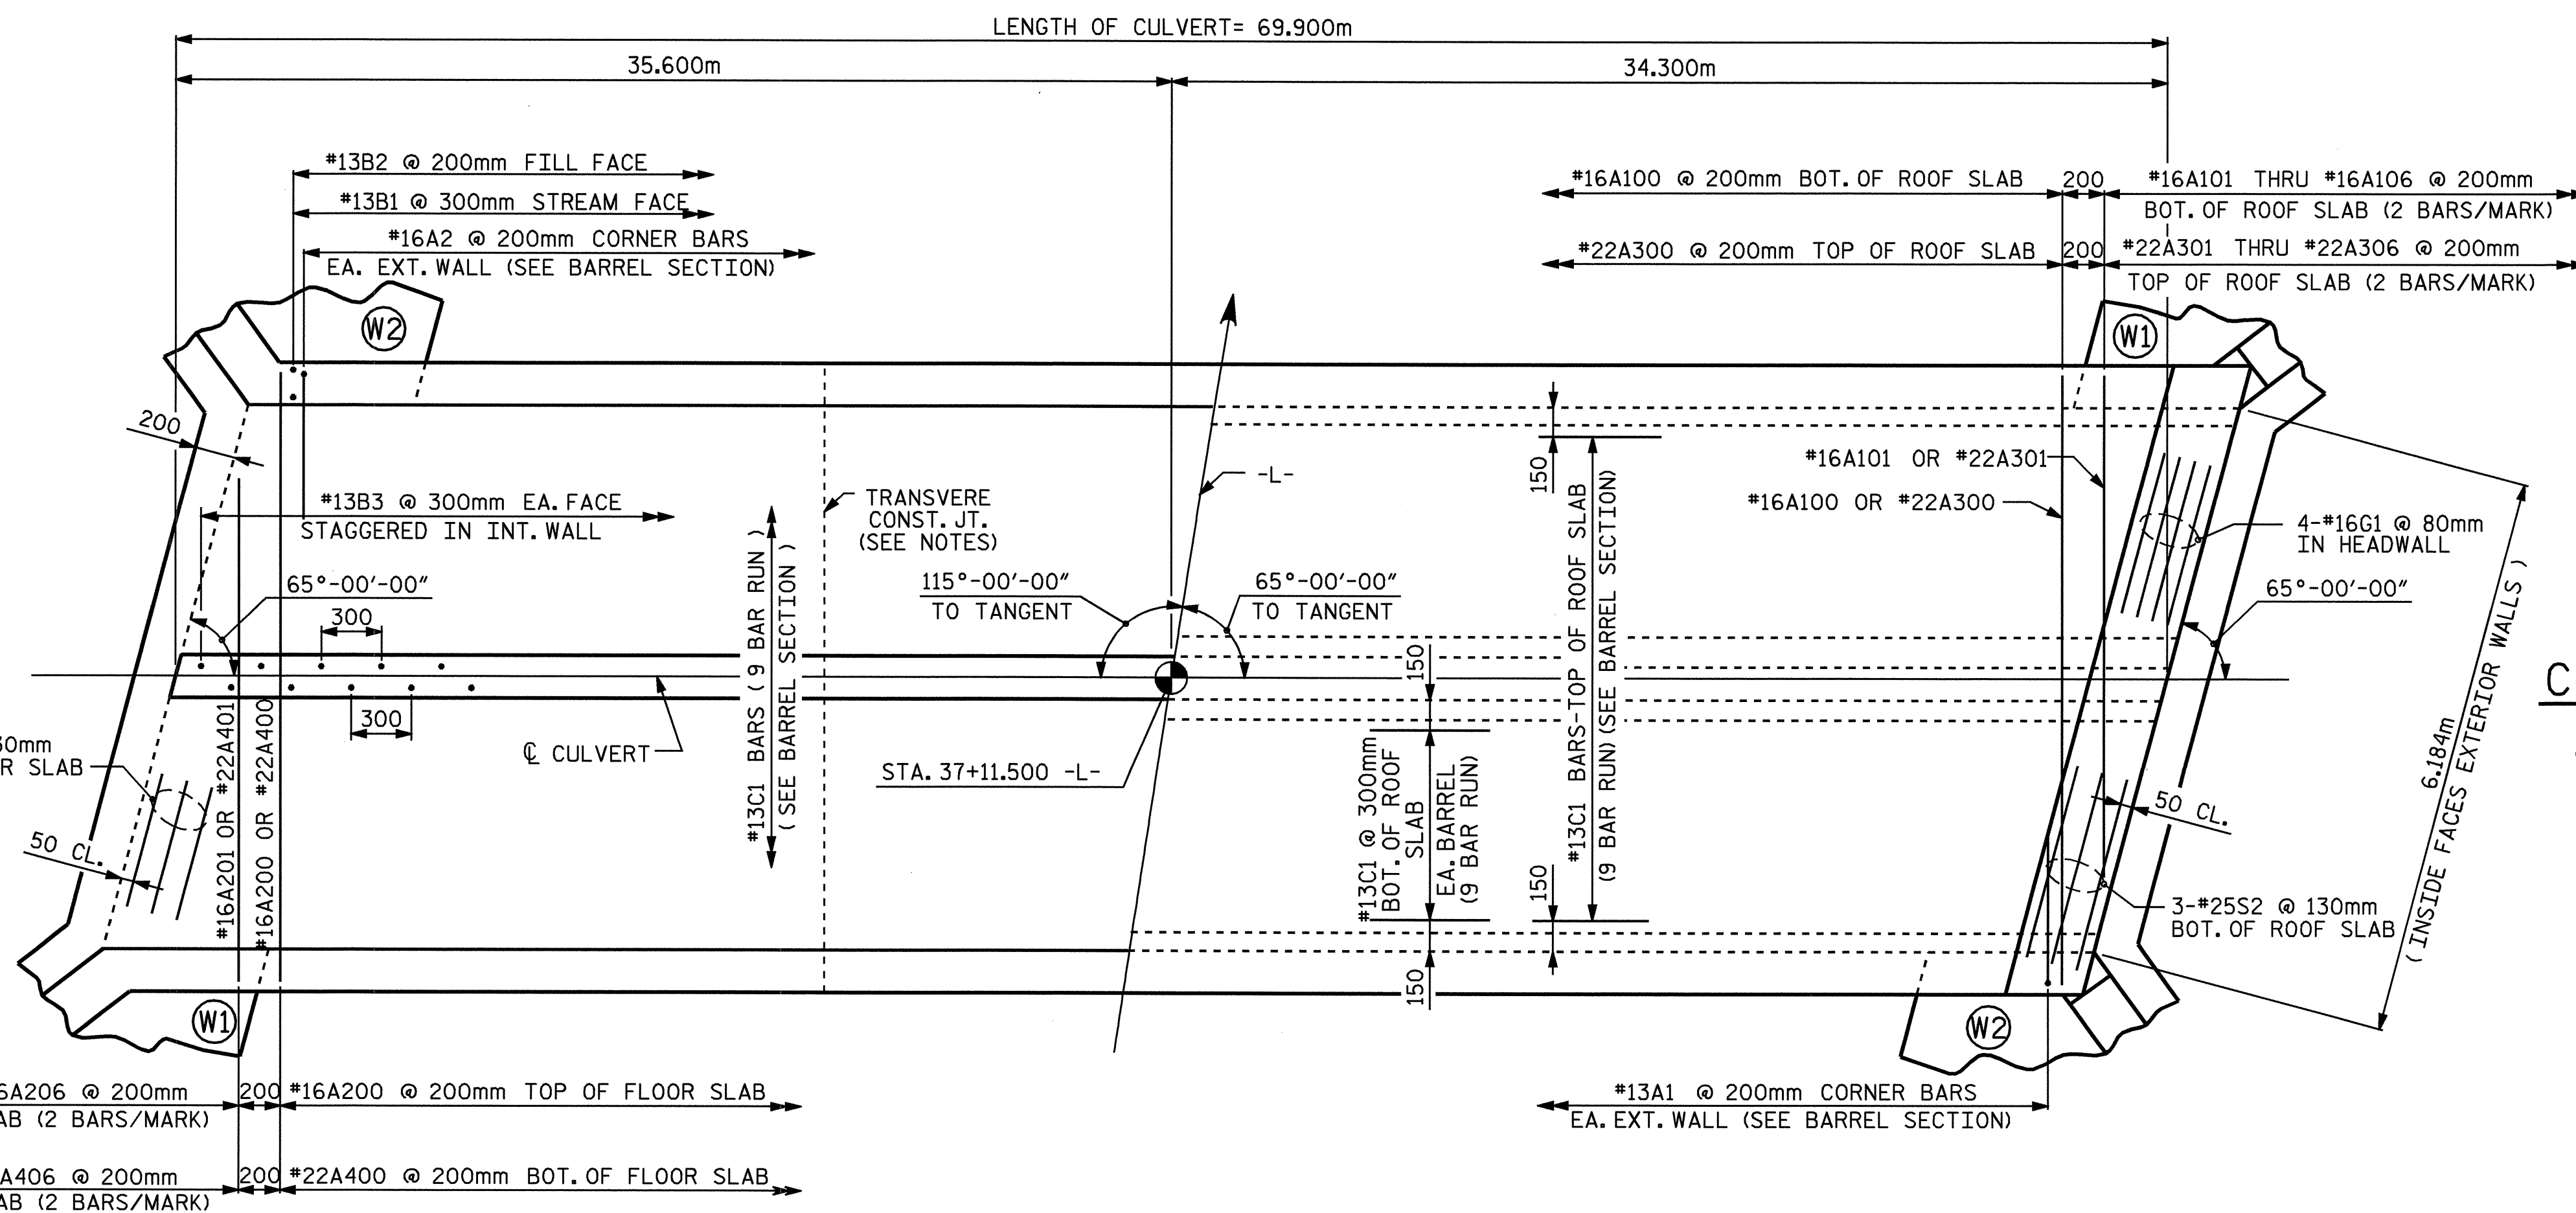 LENGTH OF CULVERT= 69.900m
35.600m
34.300m
#13B2 @ 200mm FILL FACE
#13B1 @ 300mm STREAM FACE
#16A2 @ 200mm CORNER BARS
EA. EXT. WALL (SEE BARREL SECTION)
#16A100 @ 200mm BOT. OF ROOF SLAB
200
#16A101 THRU #16A106 @ 200mm
BOT. OF ROOF SLAB (2 BARS/MARK)
#22A300 @ 200mm TOP OF ROOF SLAB
200
#22A301 THRU #22A306 @ 200mm
TOP OF ROOF SLAB (2 BARS/MARK)
W2
W1
200
#13B3 @ 300mm EA. FACE
STAGGERED IN INT. WALL
65°-00'-00"
300
300
TRANSVERE
CONST. JT.
(SEE NOTES)
#13C1 BARS ( 9 BAR RUN )
( SEE BARREL SECTION )
-L-
115°-00'-00"
TO TANGENT
65°-00'-00"
TO TANGENT
150
#13C1 BARS-TOP OF ROOF SLAB
(9 BAR RUN) (SEE BARREL SECTION)
150
#16A101 OR #22A301
#16A100 OR #22A300
4-#16G1 @ 80mm
IN HEADWALL
65°-00'-00"
6.184m
( INSIDE FACES EXTERIOR WALLS )
C
150
#13C1 @ 300mm
BOT. OF ROOF
SLAB
EA. BARREL
(9 BAR RUN)
150
℄ CULVERT
STA. 37+11.500 -L-
30mm
R SLAB
50 CL.
#16A201 OR #22A401
#16A200 OR #22A400
50 CL.
3-#25S2 @ 130mm
BOT. OF ROOF SLAB
W1
W2
6A206 @ 200mm
AB (2 BARS/MARK)
200
#16A200 @ 200mm TOP OF FLOOR SLAB
#13A1 @ 200mm CORNER BARS
EA. EXT. WALL (SEE BARREL SECTION)
A406 @ 200mm
AB (2 BARS/MARK)
200
#22A400 @ 200mm BOT. OF FLOOR SLAB